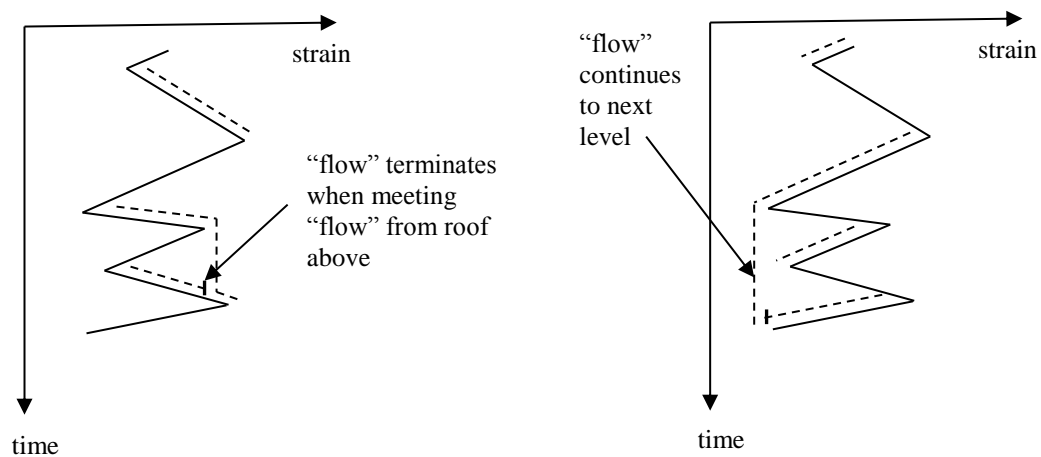 strain
“flow” terminates
when meeting
“flow” from roof
above
time
“flow”
continues
to next
level
strain
time